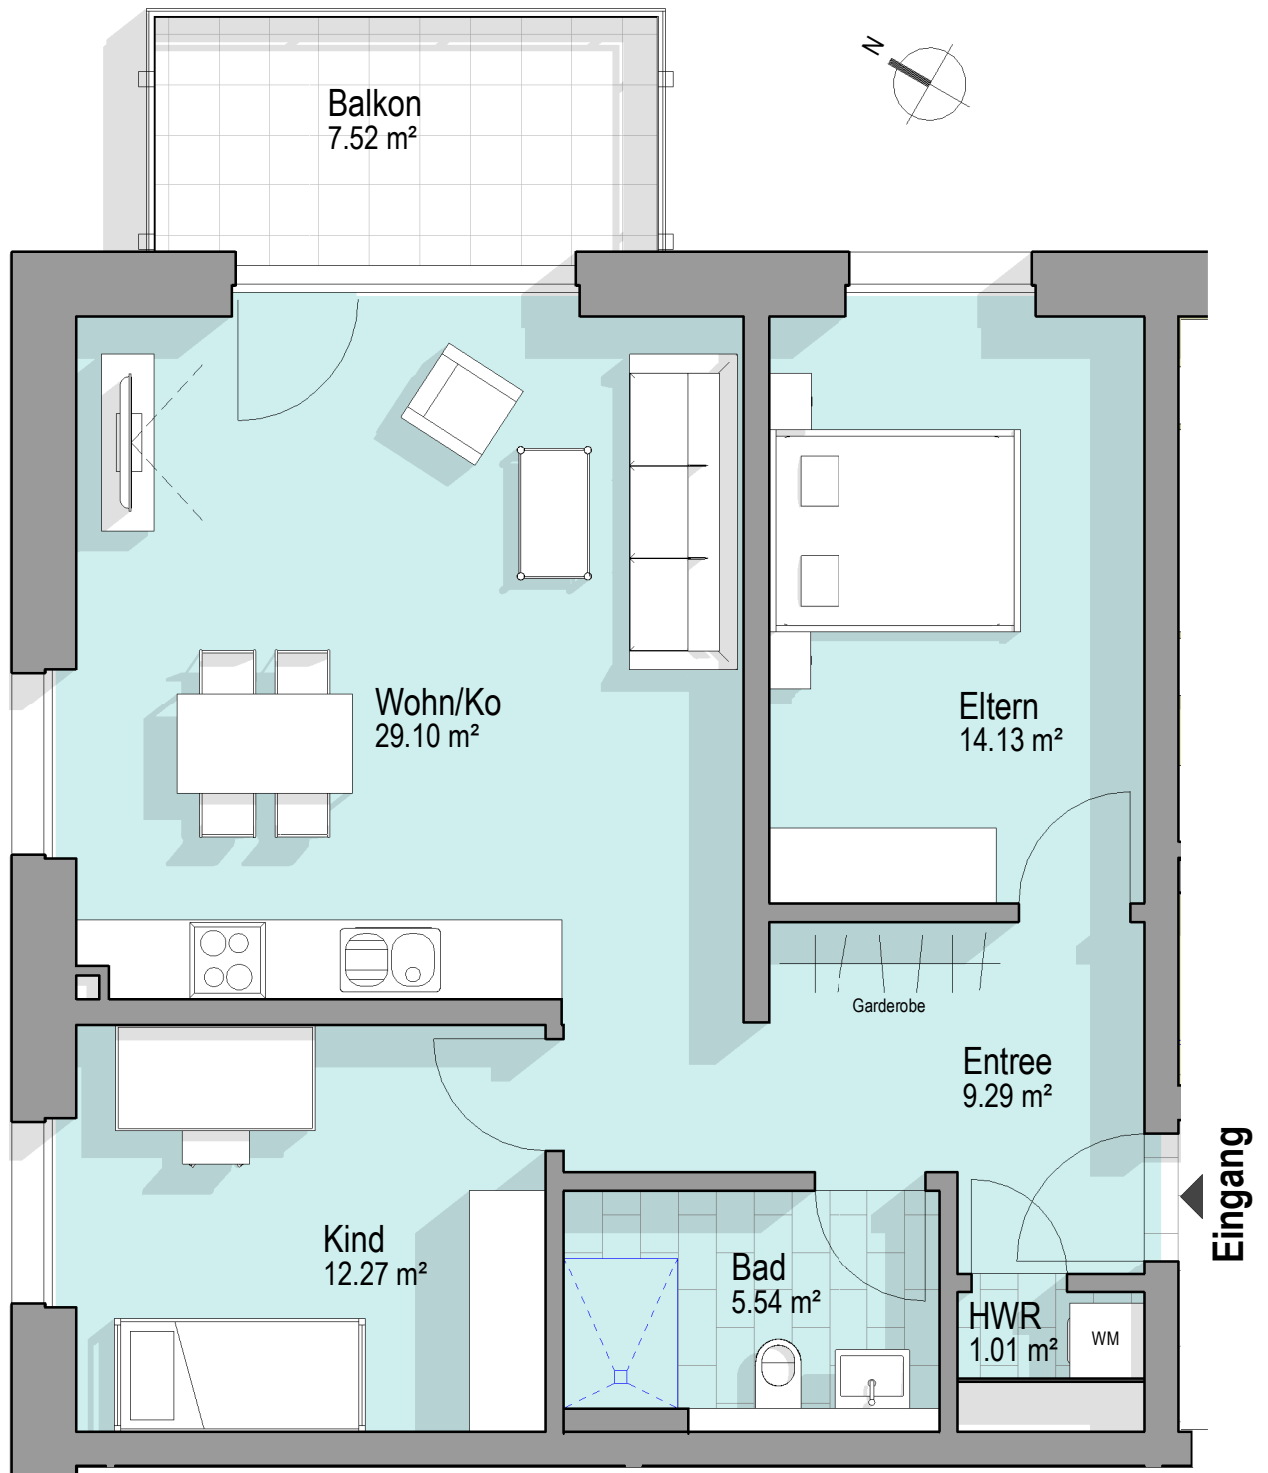 N
Balkon
7.52 m²
Wohn/Ko
29.10 m²
Eltern
14.13 m²
Garderobe
Entree
9.29 m²
Eingang
Kind
12.27 m²
Bad
5.54 m²
HWR
1.01 m²
WM